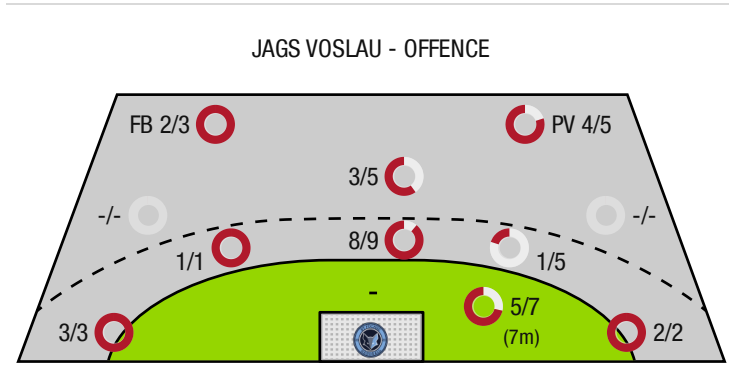 JAGS VOSLAU - OFFENCE
FB 2/3
PV 4/5
3/5
-/-
-/-
8/9
1/1
1/5
-
5/7
(7m)
3/3
2/2